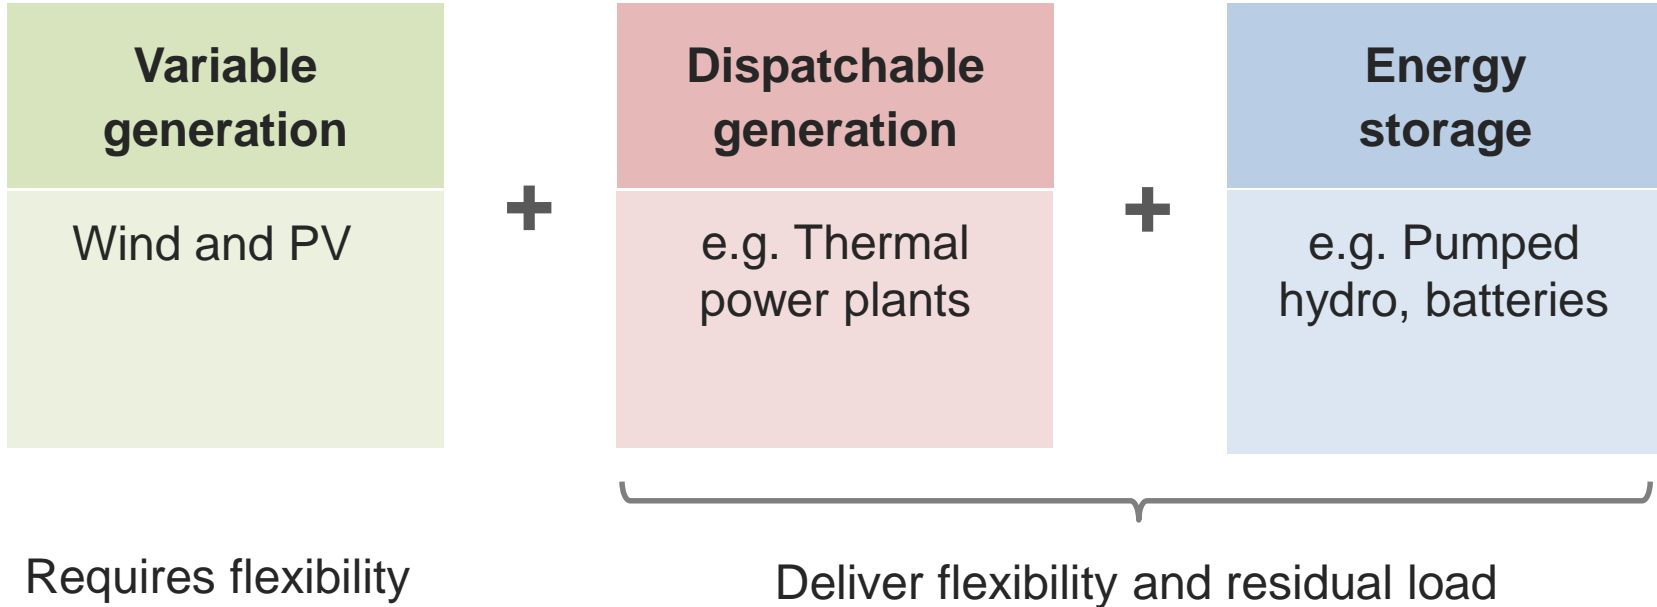 Variable
generation
Wind and PV
+
Dispatchable
generation
e.g. Thermal
power plants
+
Energy
storage
e.g. Pumped
hydro, batteries
Requires flexibility
Deliver flexibility and residual load